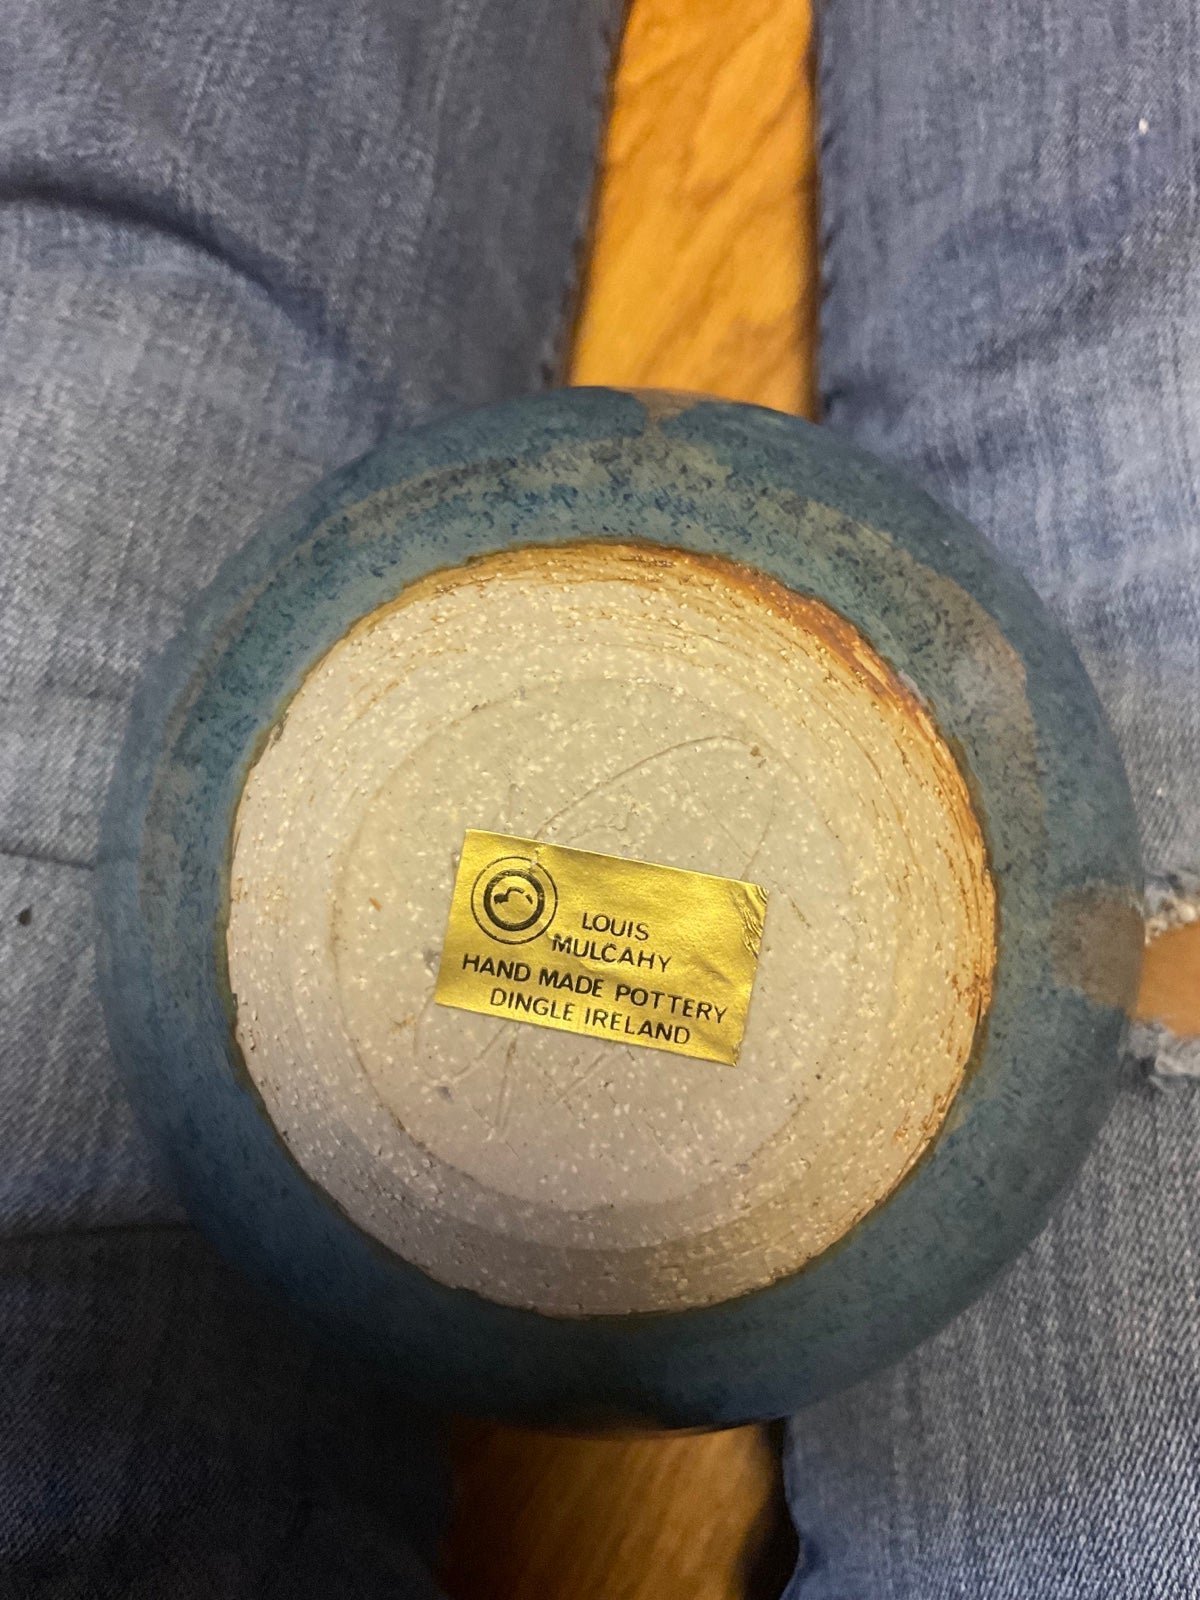 LOUIS
MULCAHY
HAND MADE POTTERY
DINGLE IRELAND